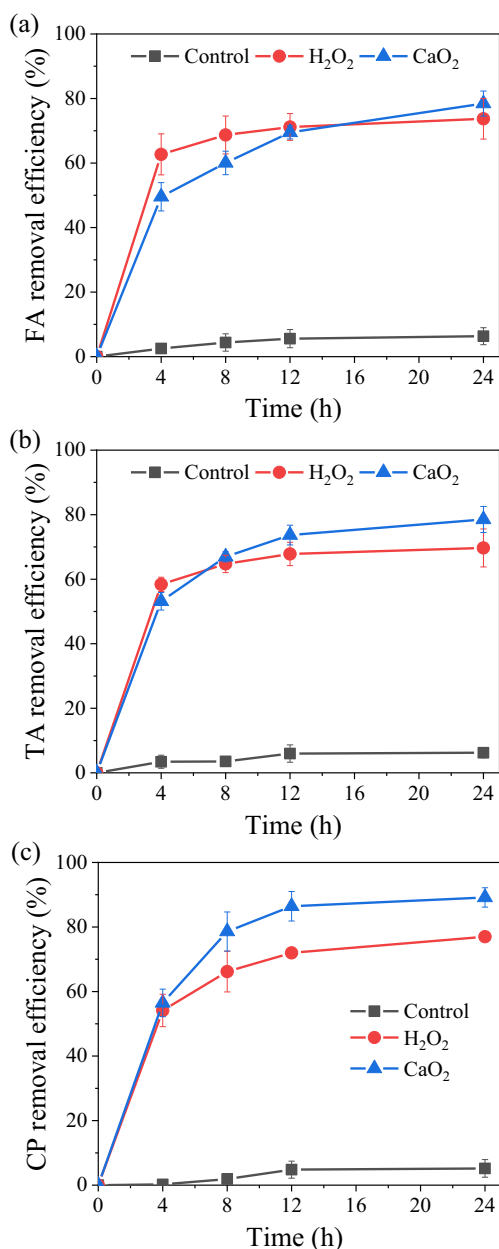 (a)
Control H₂O₂ CaO₂
FA removal efficiency (%)
100
80
60
40
20
0
0 4 8 12 16 20 24
Time (h)
(b)
Control H₂O₂ CaO₂
TA removal efficiency (%)
100
80
60
40
20
0
0 4 8 12 16 20 24
Time (h)
(c)
CP removal efficiency (%)
100
80
60
40
20
0
Control
H₂O₂
CaO₂
0 4 8 12 16 20 24
Time (h)